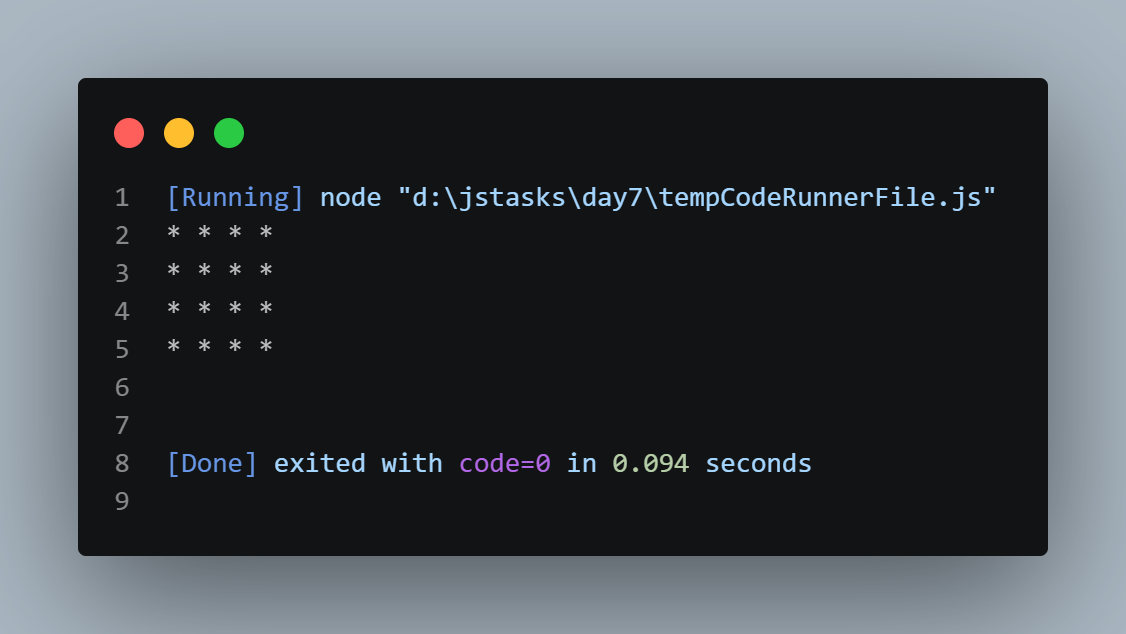 1 [Running] node "d:\jstasks\day7\tempCodeRunnerFile.js"
2 * * * *
3 * * * *
4 * * * *
5 * * * *
6
7
8 [Done] exited with code=0 in 0.094 seconds
9